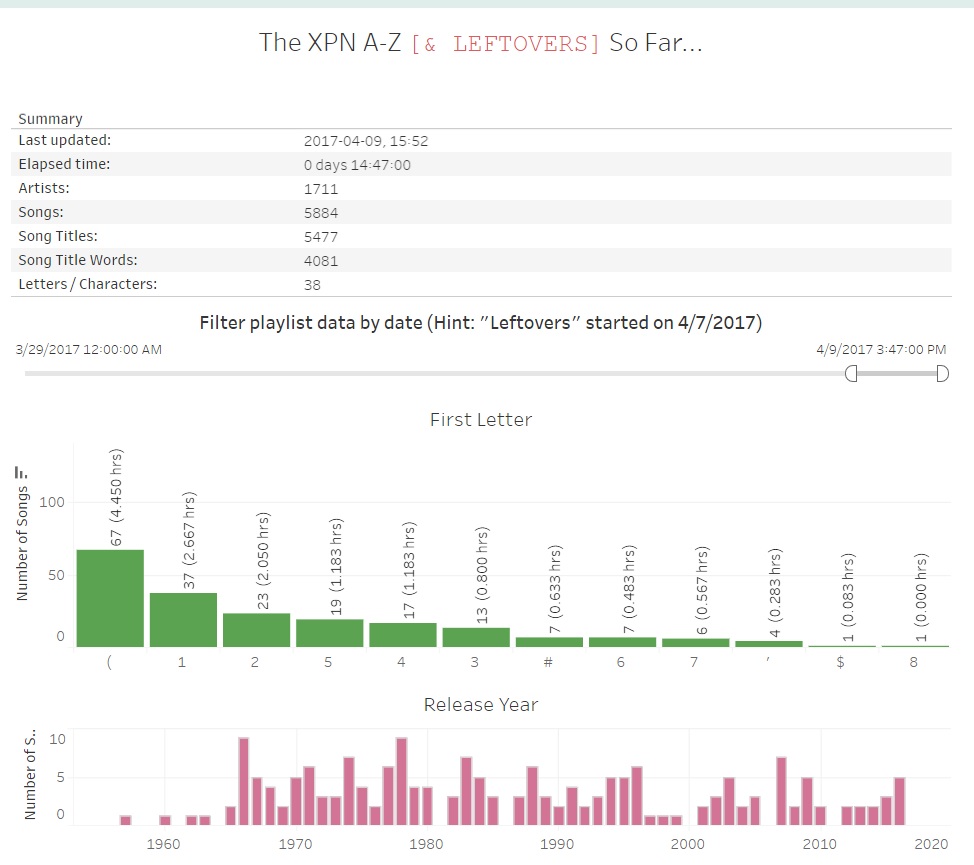 The XPN A-Z [& LEFTOVERS] So Far...
Summary
Last updated: 2017-04-09, 15:52
Elapsed time: 0 days 14:47:00
Artists: 1711
Songs: 5884
Song Titles: 5477
Song Title Words: 4081
Letters / Characters: 38
Filter playlist data by date (Hint: "Leftovers" started on 4/7/2017)
3/29/2017 12:00:00 AM 4/9/2017 3:47:00 PM
First Letter
Number of Songs
100
50
0
67 (4.450 hrs)
37 (2.667 hrs)
23 (2.050 hrs)
19 (1.183 hrs)
17 (1.183 hrs)
13 (0.800 hrs)
7 (0.633 hrs)
7 (0.483 hrs)
6 (0.567 hrs)
4 (0.283 hrs)
1 (0.083 hrs)
1 (0.000 hrs)
( 1 2 5 4 3 # 6 7 ' $ 8
Release Year
Number of S..
10
5
0
1960 1970 1980 1990 2000 2010 2020